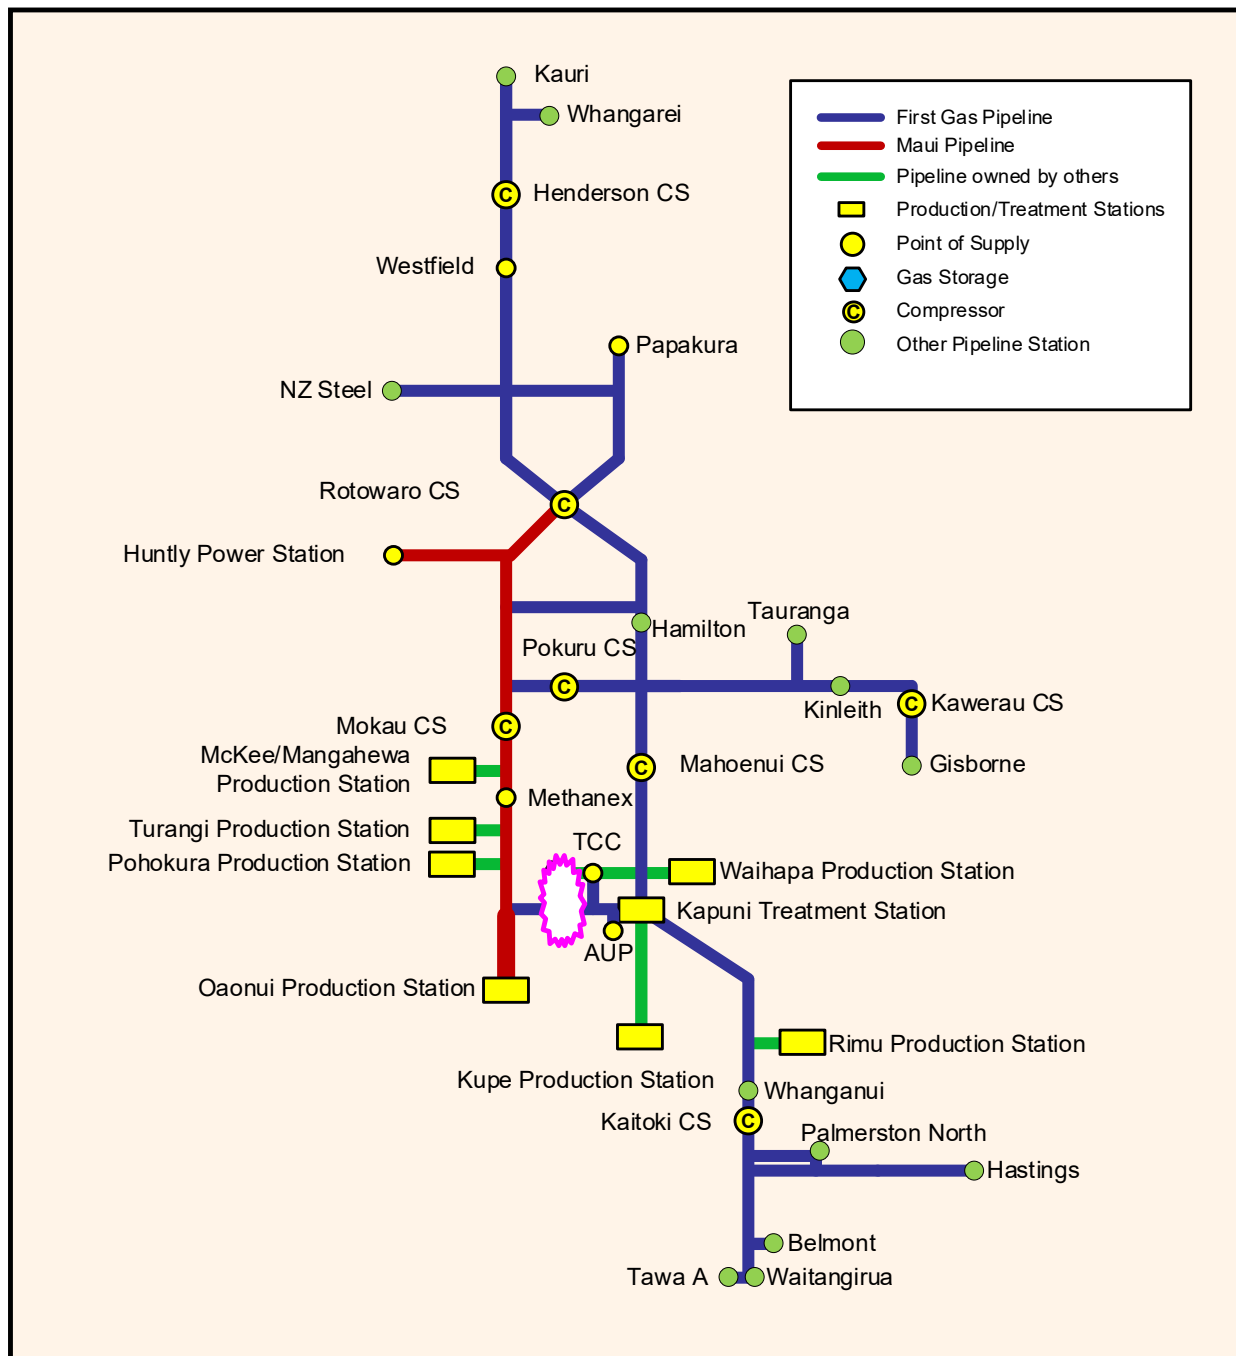 Kauri
Whangarei
Henderson CS
Westfield
Papakura
NZ Steel
Rotowaro CS
Huntly Power Station
Tauranga
Hamilton
Pokuru CS
Kinleith
Kawerau CS
Mokau CS
McKee/Mangahewa
Production Station
Mahoenui CS
Gisborne
Methanex
Turangi Production Station
TCC
Pohokura Production Station
Waihapa Production Station
Kapuni Treatment Station
AUP
Oaonui Production Station
Rimu Production Station
Kupe Production Station
Whanganui
Kaitoki CS
Palmerston North
Hastings
Belmont
Tawa A
Waitangirua
First Gas Pipeline
Maui Pipeline
Pipeline owned by others
Production/Treatment Stations
Point of Supply
Gas Storage
C
Compressor
Other Pipeline Station
C
C
C
C
C
C
C